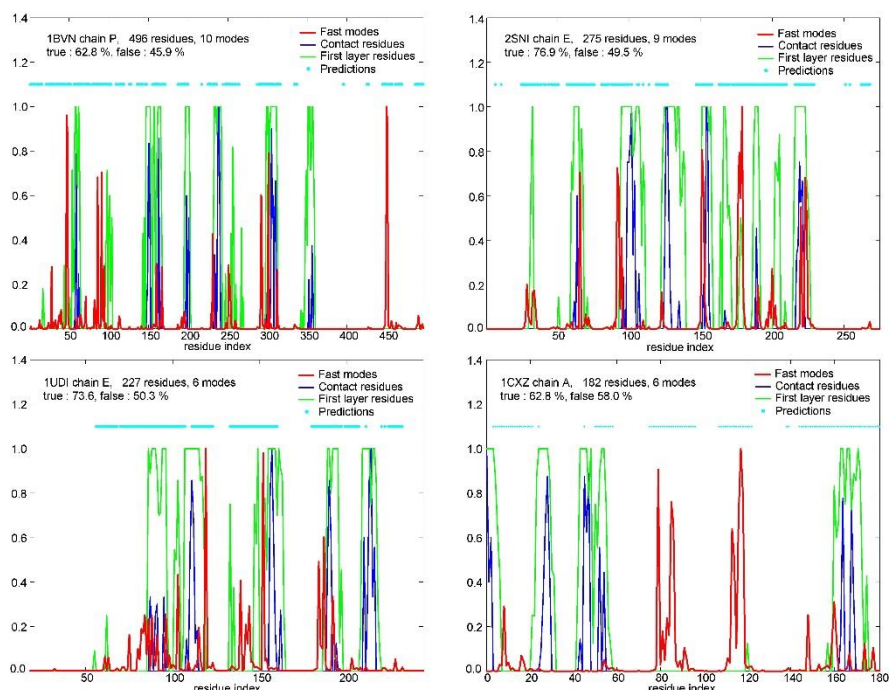 1BVN chain P, 496 residues, 10 modes
true : 62.8 %, false : 45.9 %
Fast modes
Contact residues
First layer residues
Predictions
1.4
1.2
1.0
0.8
0.6
0.4
0.2
0.0
50 100 150 200 250 300 350 400 450
residue index
2SNI chain E, 275 residues, 9 modes
true : 76.9 %, false : 49.5 %
Fast modes
Contact residues
First layer residues
Predictions
1.4
1.2
1.0
0.8
0.6
0.4
0.2
0.0
50 100 150 200 250
residue index
1UDI chain E, 227 residues, 6 modes
true : 73.6, false : 50.3 %
Fast modes
Contact residues
First layer residues
Predictions
1.4
1.2
1.0
0.8
0.6
0.4
0.2
0.0
50 100 150 200
residue index
1CXZ chain A, 182 residues, 6 modes
true : 62.8 %, false 58.0 %
Fast modes
Contact residues
First layer residues
Predictions
1.4
1.2
1.0
0.8
0.6
0.4
0.2
0.0
0 20 40 60 80 100 120 140 160 180
residue index